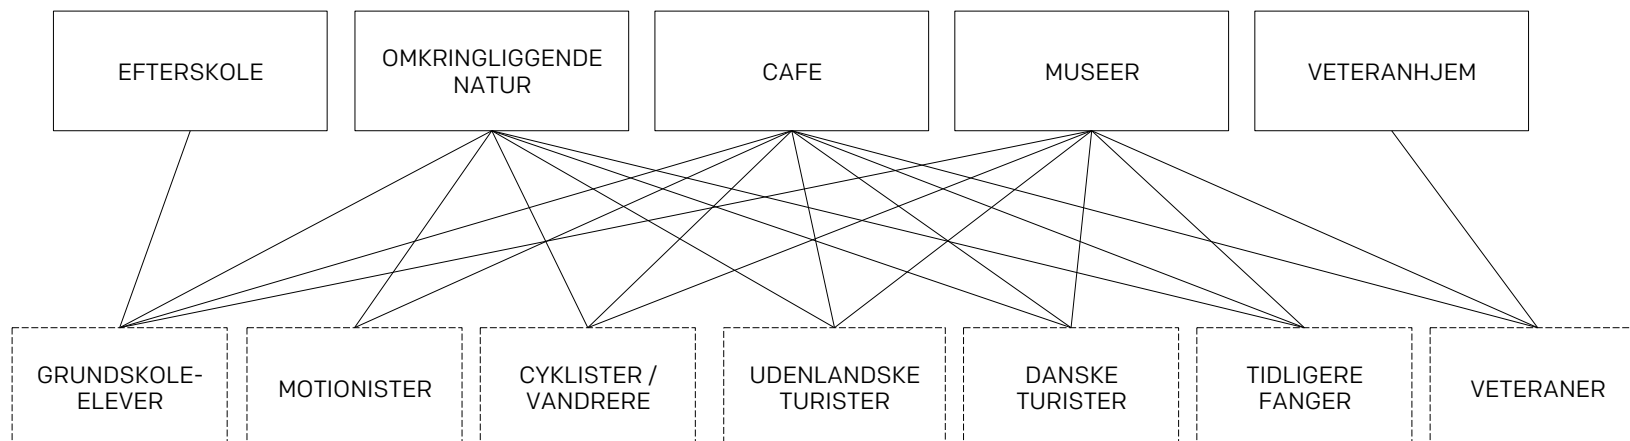 EFTERSKOLE
OMKRINGLIGGENDE
NATUR
CAFE
MUSEER
VETERANHJEM
GRUNDSKOLE-
ELEVER
MOTIONISTER
CYKLISTER /
VANDRERE
UDENLANDSKE
TURISTER
DANSKE
TURISTER
TIDLIGERE
FANGER
VETERANER